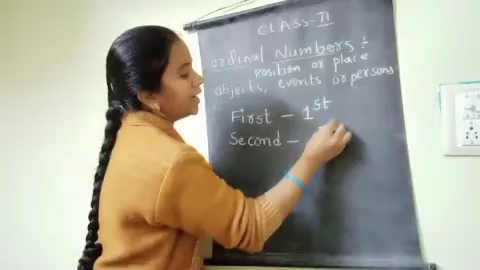 CLASS-II
ordinal Numbers :-
Position or place
objects, events or persons
First - 1st
Second -